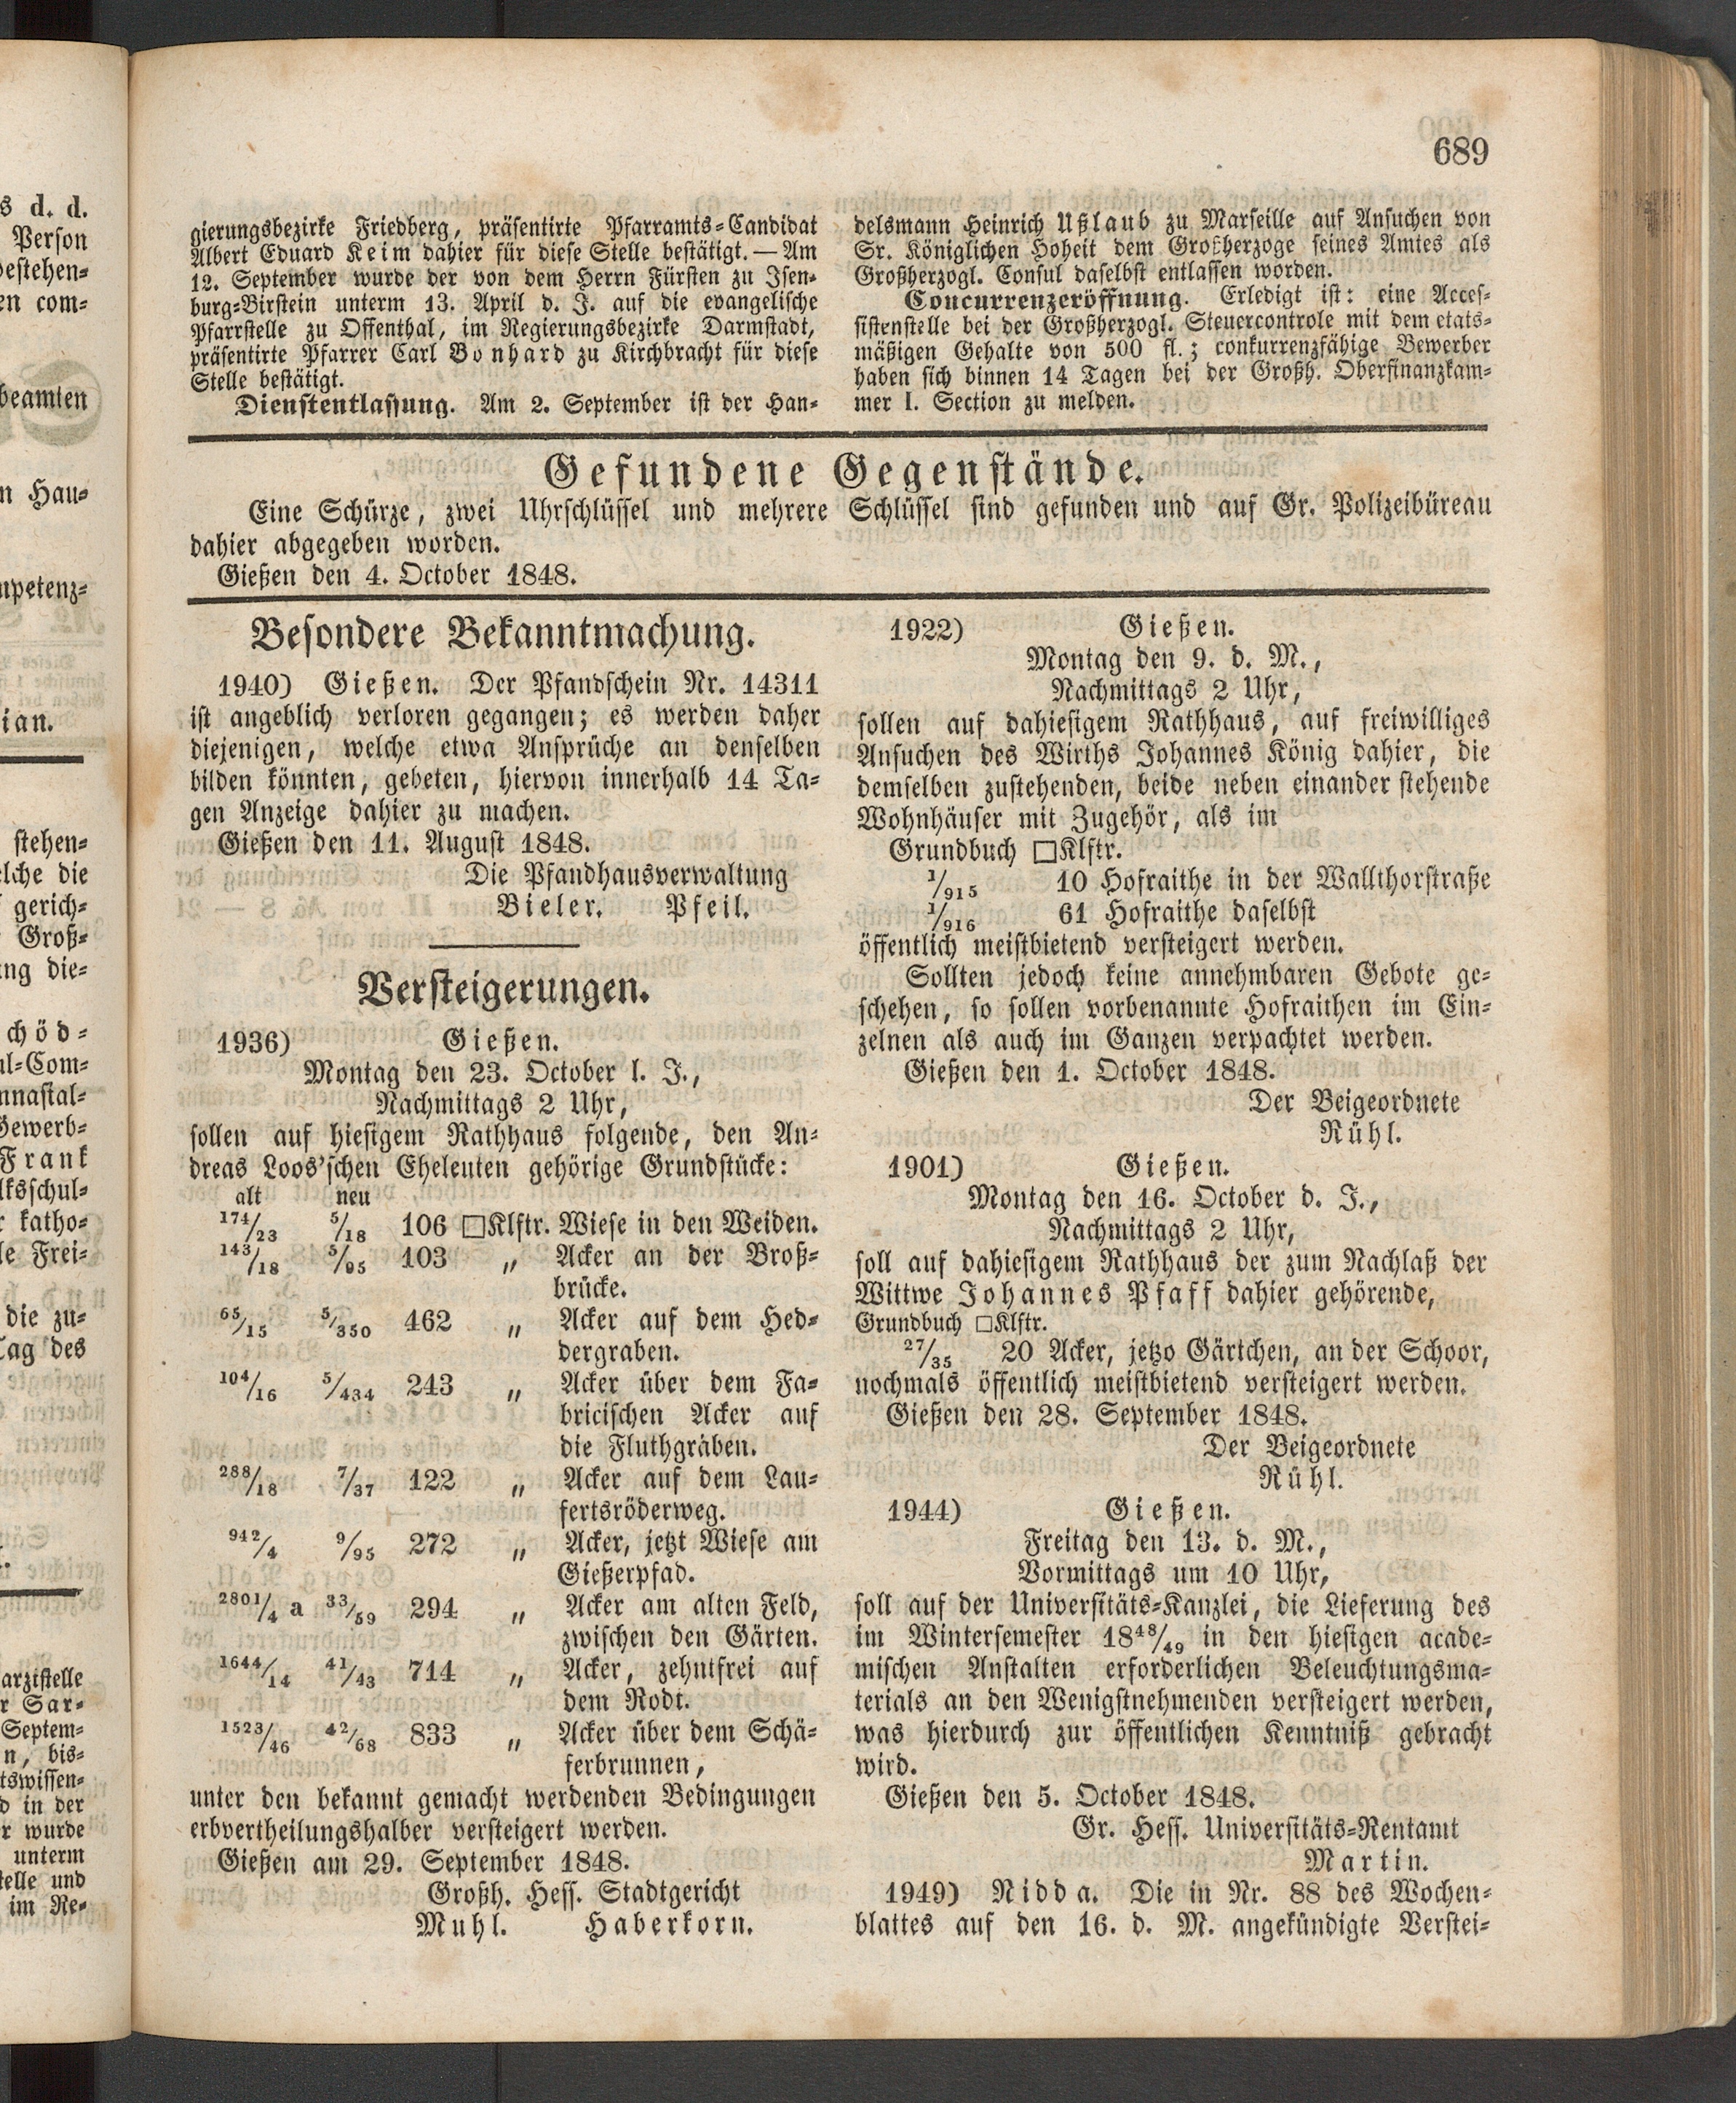 689
gierungsbezirke Friedberg, präsentirte Pfarramts-Candidat
Albert Eduard Keim dahier für diese Stelle bestätigt. — Am
12. September wurde der von dem Herrn Fürsten zu Isen-
burg-Birstein unterm 13. April d. J. auf die evangelische
Pfarrstelle zu Offenthal, im Regierungsbezirke Darmstadt,
präsentirte Pfarrer Carl Bonhard zu Kirchbracht für diese
Stelle bestätigt.
Dienstentlassung. Am 2. September ist der Han-
delsmann Heinrich Ußlaub zu Marseille auf Ansuchen von
Sr. Königlichen Hoheit dem Großherzoge seines Amtes als
Großherzogl. Consul daselbst entlassen worden.
Concurrenzeröffnung. Erledigt ist: eine Acces-
sistenstelle bei der Großherzogl. Steuercontrole mit dem etats-
mäßigen Gehalte von 500 fl.; conkurrenzfähige Bewerber
haben sich binnen 14 Tagen bei der Großh. Oberfinanzkam-
mer I. Section zu melden.
Gefundene Gegenstände.
Eine Schürze, zwei Uhrschlüssel und mehrere Schlüssel sind gefunden und auf Gr. Polizeibüreau
dahier abgegeben worden.
Gießen den 4. October 1848.
Besondere Bekanntmachung.
1940) Gießen. Der Pfandschein Nr. 14311
ist angeblich verloren gegangen; es werden daher
diejenigen, welche etwa Ansprüche an denselben
bilden könnten, gebeten, hiervon innerhalb 14 Ta-
gen Anzeige dahier zu machen.
Gießen den 11. August 1848.
Die Pfandhausverwaltung
Bieler. Pfeil.
Versteigerungen.
1936) Gießen.
Montag den 23. October l. J.,
Nachmittags 2 Uhr,
sollen auf hiesigem Rathhaus folgende, den An-
dreas Loos'schen Eheleuten gehörige Grundstücke:
alt neu
174/23 5/18 106 □Klftr. Wiese in den Weiden.
143/18 5/95 103 „ Acker an der Broß-
brücke.
65/15 5/350 462 „ Acker auf dem Hed-
dergraben.
104/16 5/434 243 „ Acker über dem Fa-
bricischen Acker auf
die Fluthgräben.
288/18 7/37 122 „ Acker auf dem Lau-
fertsröderweg.
942/4 9/95 272 „ Acker, jetzt Wiese am
Gießerpfad.
2801/4 a 33/59 294 „ Acker am alten Feld,
zwischen den Gärten.
1644/14 41/43 714 „ Acker, zehntfrei auf
dem Rodt.
1523/46 42/68 833 „ Acker über dem Schä-
ferbrunnen,
unter den bekannt gemacht werdenden Bedingungen
erbvertheilungshalber versteigert werden.
Gießen am 29. September 1848.
Großh. Hess. Stadtgericht
Muhl. Haberkorn.
1922) Gießen.
Montag den 9. d. M.,
Nachmittags 2 Uhr,
sollen auf dahiesigem Rathhaus, auf freiwilliges
Ansuchen des Wirths Johannes König dahier, die
demselben zustehenden, beide neben einander stehende
Wohnhäuser mit Zugehör, als im
Grundbuch □Klftr.
1/915 10 Hofraithe in der Wallthorstraße
1/916 61 Hofraithe daselbst
öffentlich meistbietend versteigert werden.
Sollten jedoch keine annehmbaren Gebote ge-
schehen, so sollen vorbenannte Hofraithen im Ein-
zelnen als auch im Ganzen verpachtet werden.
Gießen den 1. October 1848.
Der Beigeordnete
Rühl.
1901) Gießen.
Montag den 16. October d. J.,
Nachmittags 2 Uhr,
soll auf dahiesigem Rathhaus der zum Nachlaß der
Wittwe Johannes Pfaff dahier gehörende,
Grundbuch □Klftr.
27/35 20 Acker, jetzo Gärtchen, an der Schoor,
nochmals öffentlich meistbietend versteigert werden.
Gießen den 28. September 1848.
Der Beigeordnete
Rühl.
1944) Gießen.
Freitag den 13. d. M.,
Vormittags um 10 Uhr,
soll auf der Universitäts-Kanzlei, die Lieferung des
im Wintersemester 1848/49 in den hiesigen acade-
mischen Anstalten erforderlichen Beleuchtungsma-
terials an den Wenigstnehmenden versteigert werden,
was hierdurch zur öffentlichen Kenntniß gebracht
wird.
Gießen den 5. October 1848.
Gr. Hess. Universitäts-Rentamt
Martin.
1949) Nidda. Die in Nr. 88 des Wochen-
blattes auf den 16. d. M. angekündigte Verstei-